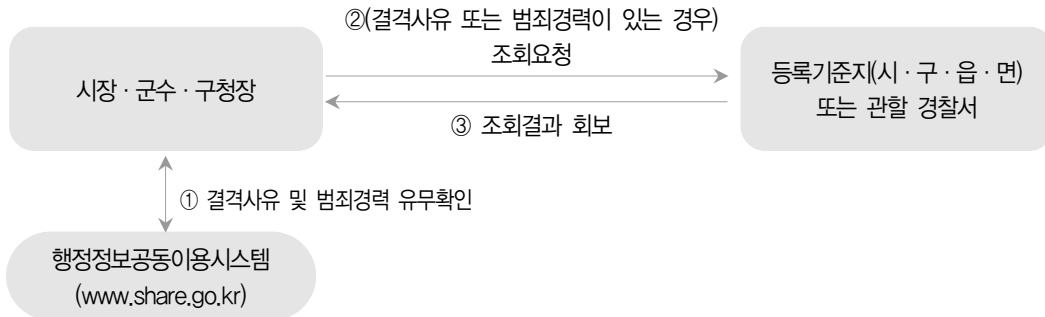 ②(결격사유 또는 범죄경력이 있는 경우)
조회요청
시장 · 군수 · 구청장
등록기준지(시 · 구 · 읍 · 면)
또는 관할 경찰서
③ 조회결과 회보
① 결격사유 및 범죄경력 유무확인
행정정보공동이용시스템
(www.share.go.kr)